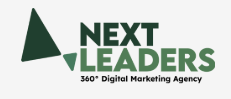 NEXT
LEADERS
360° Digital Marketing Agency